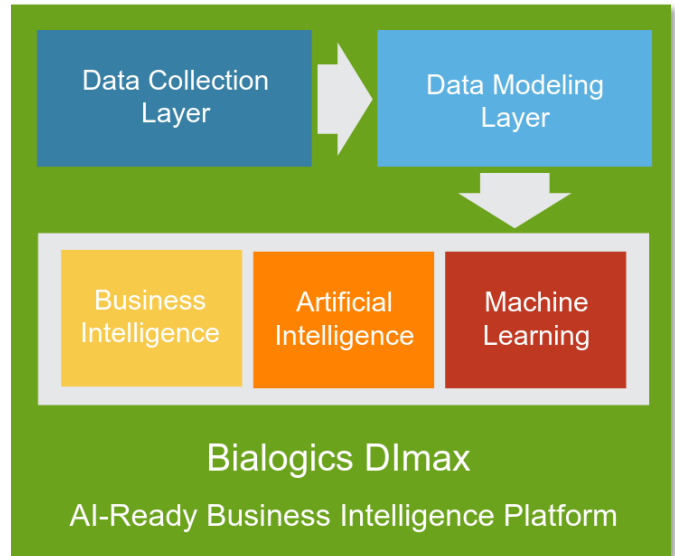 Data Collection
Layer
Data Modeling
Layer
Business
Intelligence
Artificial
Intelligence
Machine
Learning
Bialogics DImax
AI-Ready Business Intelligence Platform